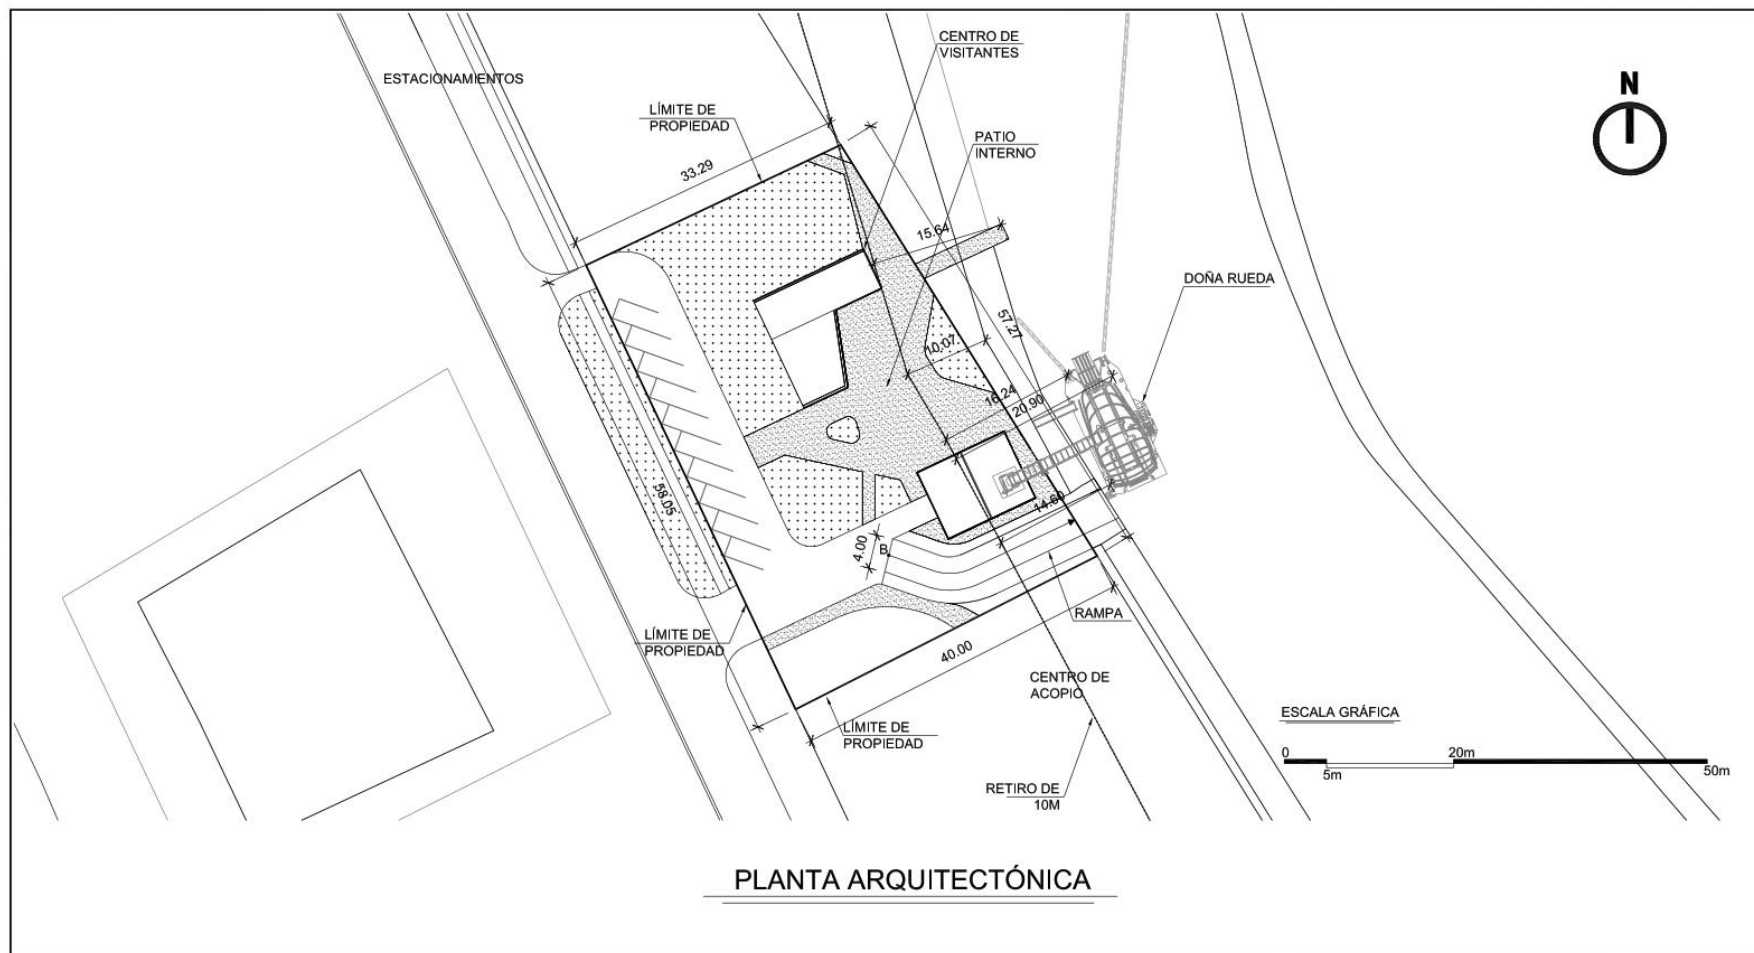 CENTRO DE
VISITANTES
ESTACIONAMIENTOS
N
LÍMITE DE
PROPIEDAD
PATIO
INTERNO
33.29
15.64
DOÑA RUEDA
57.27
10.07
16.24
20.90
58.05
14.60
4.00
B
RAMPA
LÍMITE DE
PROPIEDAD
40.00
CENTRO DE
ACOPIO
LÍMITE DE
PROPIEDAD
ESCALA GRÁFICA
0
20m
5m
50m
RETIRO DE
10M
PLANTA ARQUITECTÓNICA